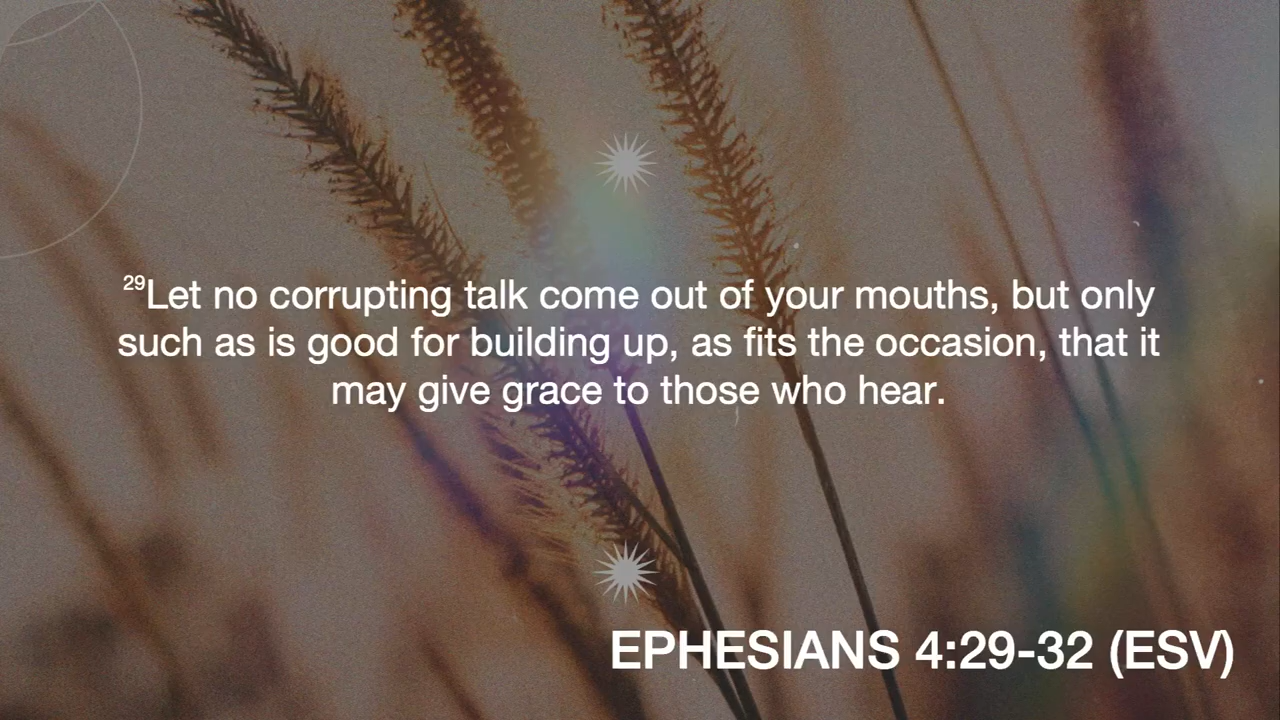 29Let no corrupting talk come out of your mouths, but only
such as is good for building up, as fits the occasion, that it
may give grace to those who hear.
EPHESIANS 4:29-32 (ESV)